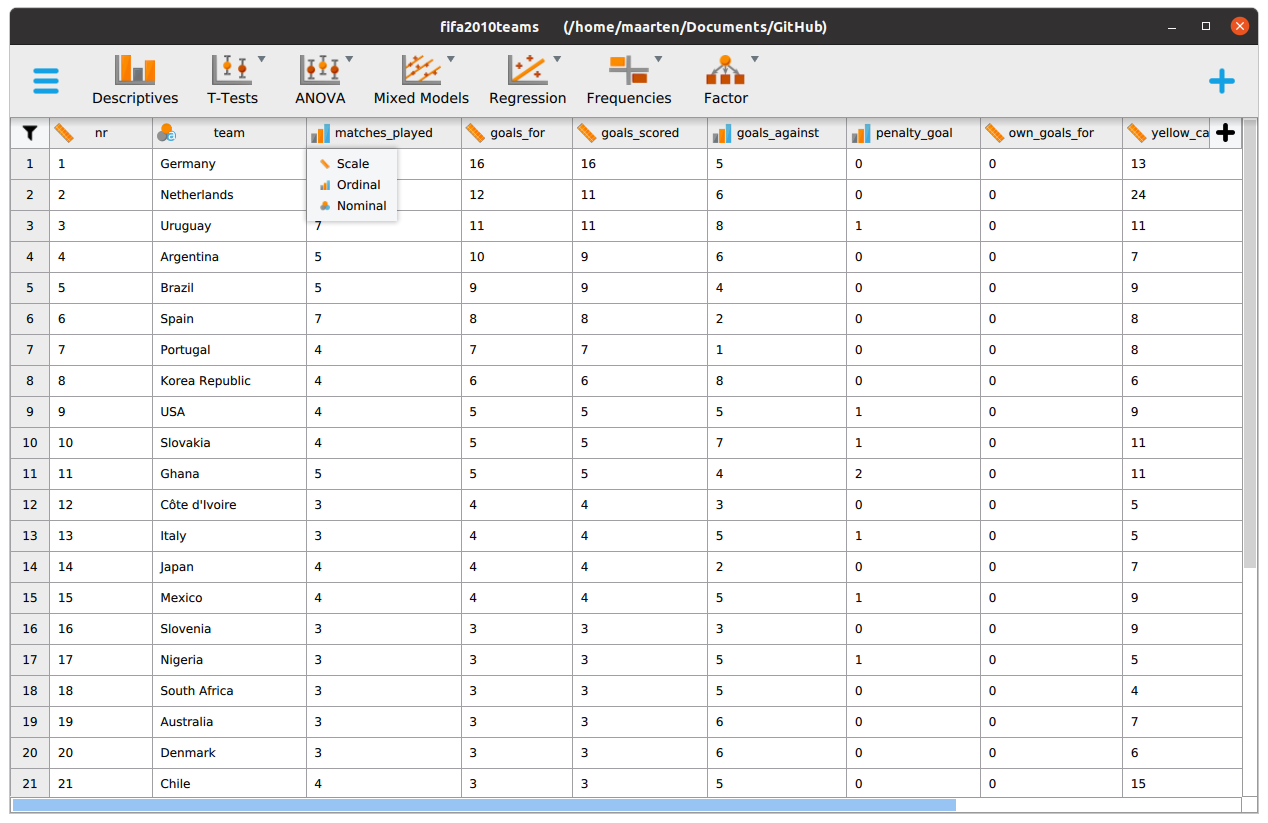 fifa2010teams (/home/maarten/Documents/GitHub)
Descriptives T-Tests ANOVA Mixed Models Regression Frequencies Factor
nr team matches_played goals_for goals_scored goals_against penalty_goal own_goals_for yellow_ca
1 1 Germany Scale 16 16 5 0 0 13
Ordinal
2 2 Netherlands 12 11 6 0 0 24
Nominal
3 3 Uruguay 7 11 11 8 1 0 11
4 4 Argentina 5 10 9 6 0 0 7
5 5 Brazil 5 9 9 4 0 0 9
6 6 Spain 7 8 8 2 0 0 8
7 7 Portugal 4 7 7 1 0 0 8
8 8 Korea Republic 4 6 6 8 0 0 6
9 9 USA 4 5 5 5 1 0 9
10 10 Slovakia 4 5 5 7 1 0 11
11 11 Ghana 5 5 5 4 2 0 11
12 12 Côte d'Ivoire 3 4 4 3 0 0 5
13 13 Italy 3 4 4 5 1 0 5
14 14 Japan 4 4 4 2 0 0 7
15 15 Mexico 4 4 4 5 1 0 9
16 16 Slovenia 3 3 3 3 0 0 9
17 17 Nigeria 3 3 3 5 1 0 5
18 18 South Africa 3 3 3 5 0 0 4
19 19 Australia 3 3 3 6 0 0 7
20 20 Denmark 3 3 3 6 0 0 6
21 21 Chile 4 3 3 5 0 0 15